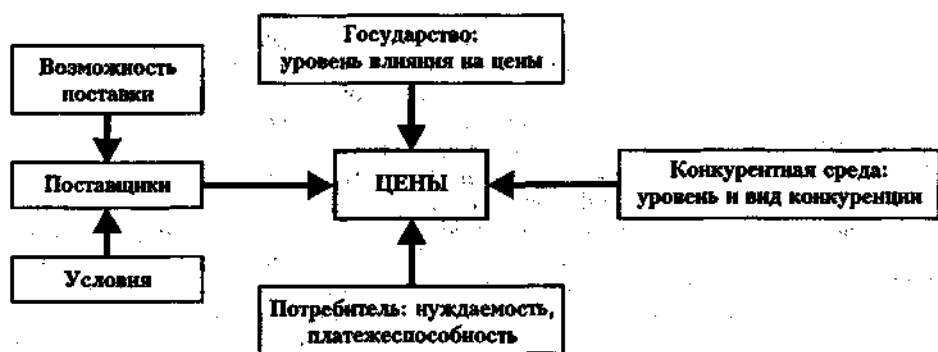 Государство:
уровень влияния на цены
Возможность
поставки
Поставщики
ЦЕНЫ
Конкурентная среда:
уровень и вид конкуренции
Условия
Потребитель: нуждаемость,
платежеспособность